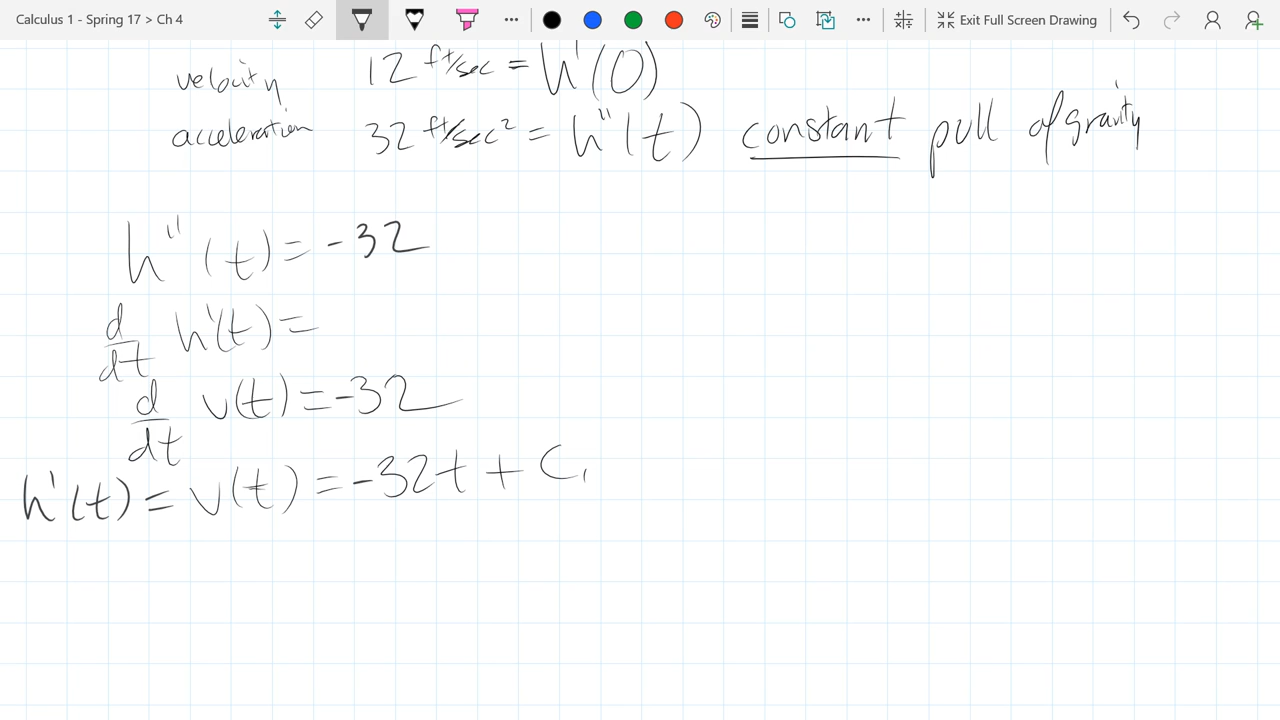 Calculus 1 - Spring 17 > Ch 4 Exit Full Screen Drawing
velocity 12 ft/sec = h'(0)
acceleration 32 ft/sec² = h''(t) constant pull of gravity
h''(t) = -32
d/dt h'(t) =
d/dt v(t) = -32
h'(t) = v(t) = -32t + C₁